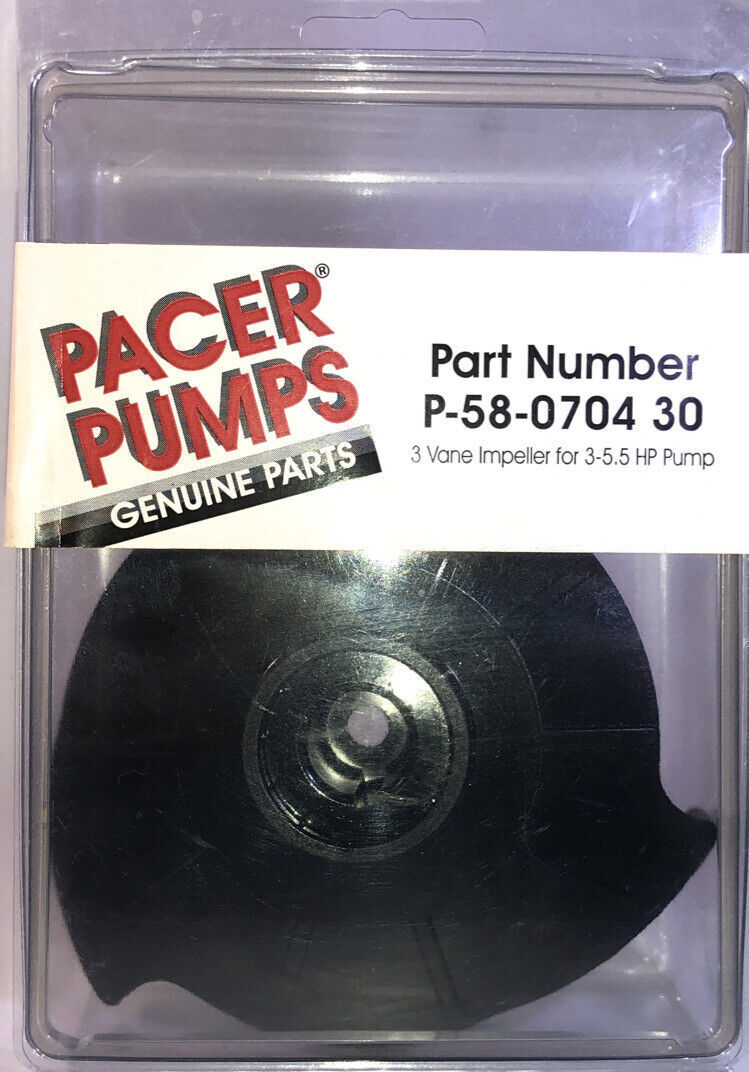 PACER®
PUMPS
GENUINE PARTS
Part Number
P-58-0704 30
3 Vane Impeller for 3-5.5 HP Pump